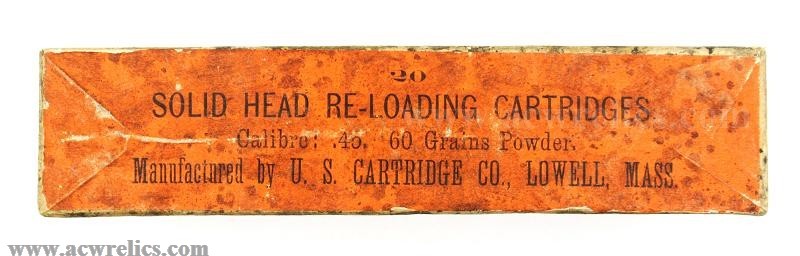 20
SOLID HEAD RE-LOADING CARTRIDGES.
Calibre: .45. 60 Grains Powder.
Manufactured by U. S. CARTRIDGE CO., LOWELL, MASS.
www.acwrelics.com